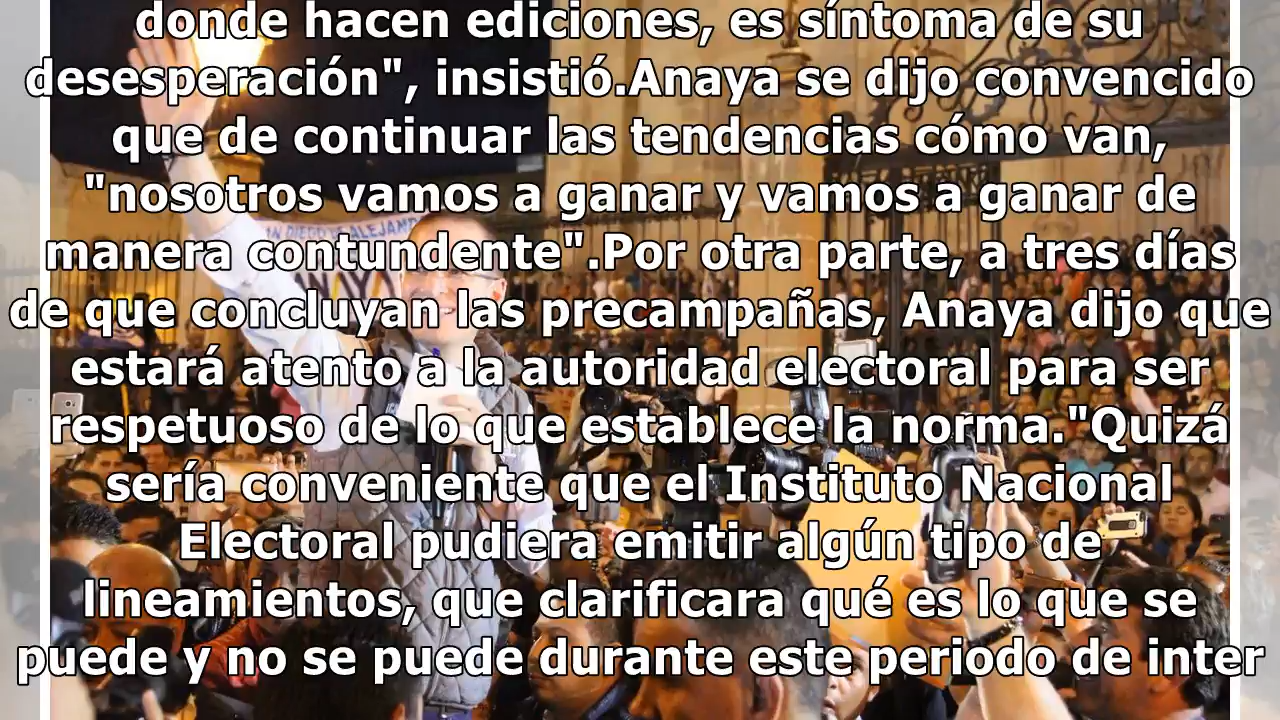 donde hacen ediciones, es síntoma de su
desesperación", insistió.Anaya se dijo convencido
que de continuar las tendencias cómo van,
"nosotros vamos a ganar y vamos a ganar de
manera contundente".Por otra parte, a tres días
de que concluyan las precampañas, Anaya dijo que
estará atento a la autoridad electoral para ser
respetuoso de lo que establece la norma."Quizá
sería conveniente que el Instituto Nacional
Electoral pudiera emitir algún tipo de
lineamientos, que clarificara qué es lo que se
puede y no se puede durante este periodo de inter